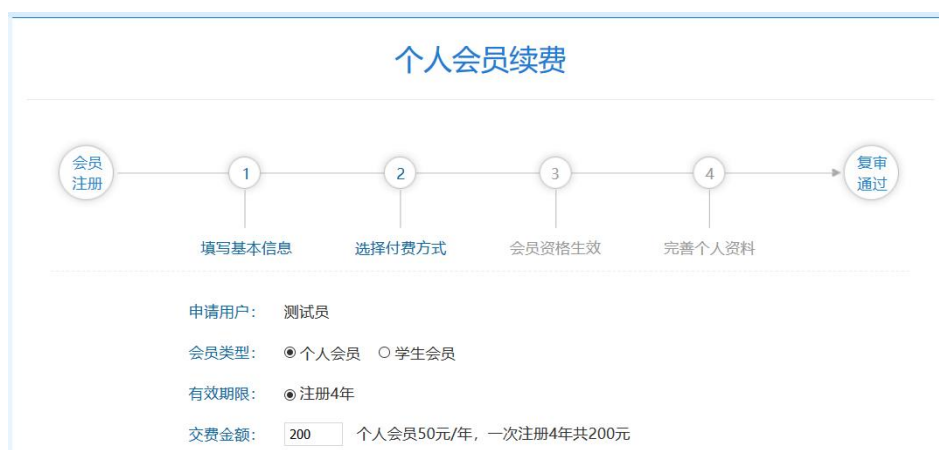 个人会员续费
会员
注册
1
2
3
4
复审
通过
填写基本信息
选择付费方式
会员资格生效
完善个人资料
申请用户： 测试员
会员类型： 个人会员 学生会员
有效期限： 注册4年
交费金额： 200 个人会员50元/年，一次注册4年共200元